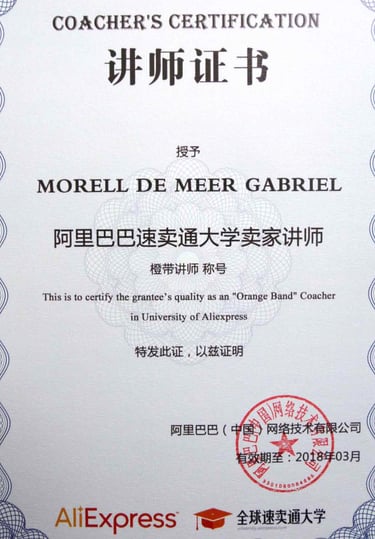 COACHER'S CERTIFICATION
讲师证书
授予
MORELL DE MEER GABRIEL
阿里巴巴速卖通大学卖家讲师
橙带讲师 称号
This is to certify the grantee's quality as an "Orange Band" Coacher
in University of Aliexpress
特发此证，以兹证明
阿里巴巴（中国）网络技术有限公司
有效期至：2018年03月
AliExpress™
全球速卖通大学